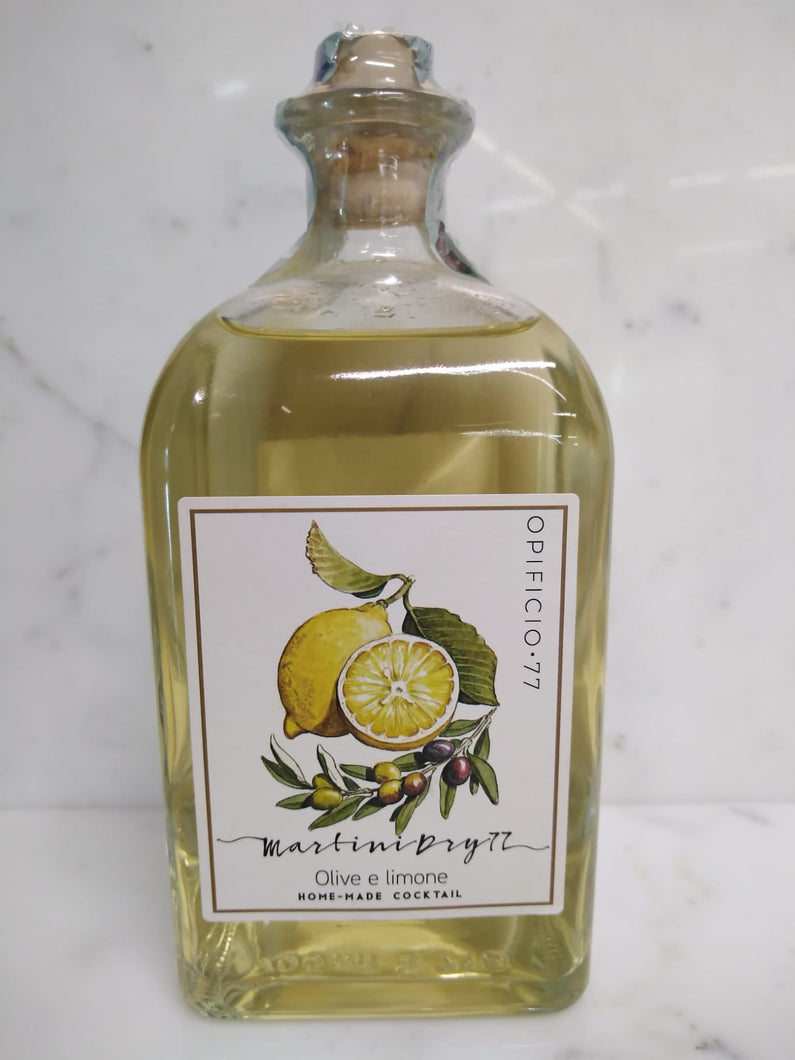 OPIFICIO•77
MartiniDry77
Olive e limone
HOME-MADE COCKTAIL